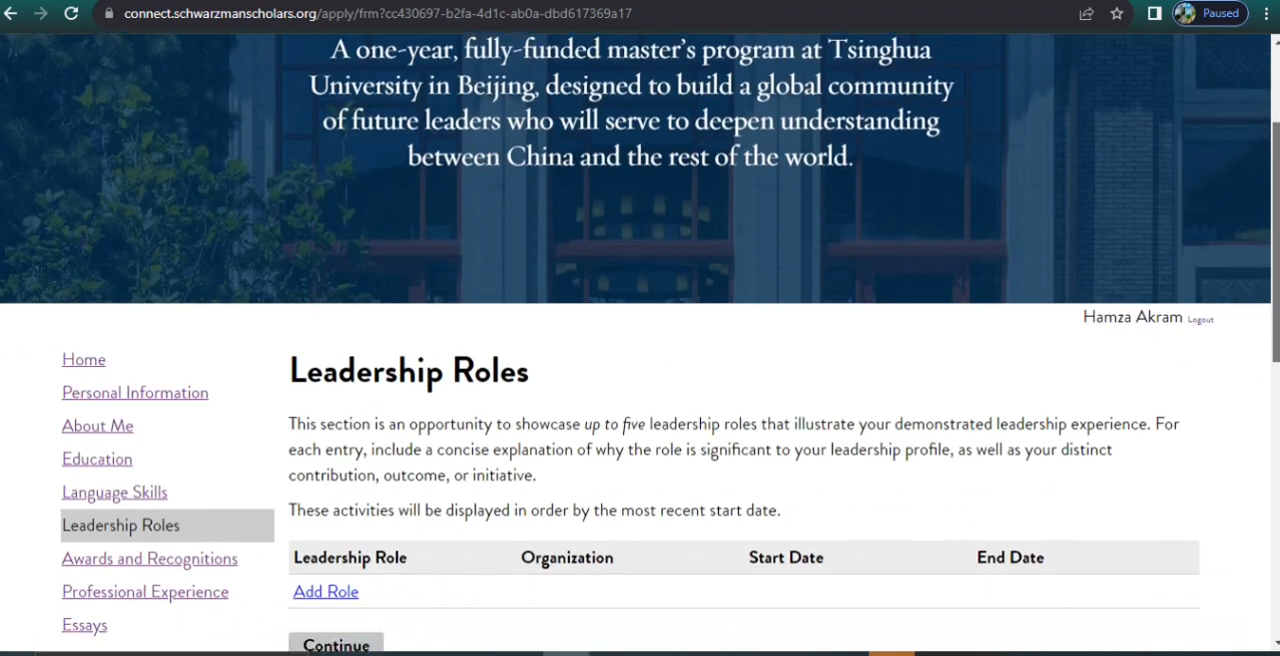 connect.schwarzmanscholars.org/apply/frm?cc430697-b2fa-4d1c-ab0a-dbd617369a17
Paused
A one-year, fully-funded master's program at Tsinghua
University in Beijing, designed to build a global community
of future leaders who will serve to deepen understanding
between China and the rest of the world.
Hamza Akram Logout
Home
Personal Information
About Me
Education
Language Skills
Leadership Roles
Awards and Recognitions
Professional Experience
Essays
Leadership Roles
This section is an opportunity to showcase up to five leadership roles that illustrate your demonstrated leadership experience. For
each entry, include a concise explanation of why the role is significant to your leadership profile, as well as your distinct
contribution, outcome, or initiative.
These activities will be displayed in order by the most recent start date.
Leadership Role Organization Start Date End Date
Add Role
Continue